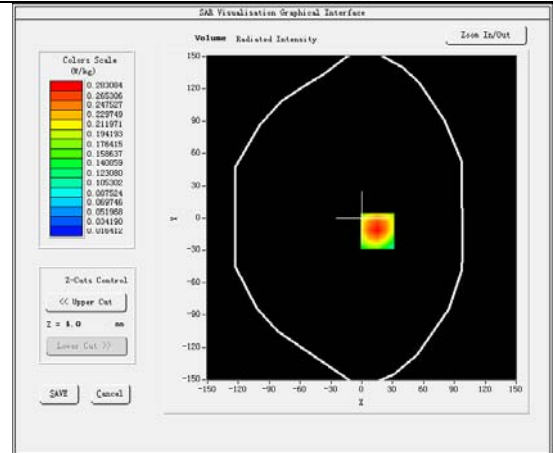 SAR Visualisation Graphical Interface
Volume Radiated Intensity
Zoom In/Out
Colors Scale
(W/kg)
0.283084
0.265306
0.247527
0.229749
0.211971
0.194193
0.176415
0.158637
0.140859
0.123080
0.105302
0.087524
0.069746
0.051968
0.034190
0.016412
Z-Cuts Control
<< Upper Cut
Z = 4.0 mm
Lower Cut >>
SAVE Cancel
150
120
90
60
30
0
-30
-60
-90
-120
-150
Y
-150 -120 -90 -60 -30 0 30 60 90 120 150
X